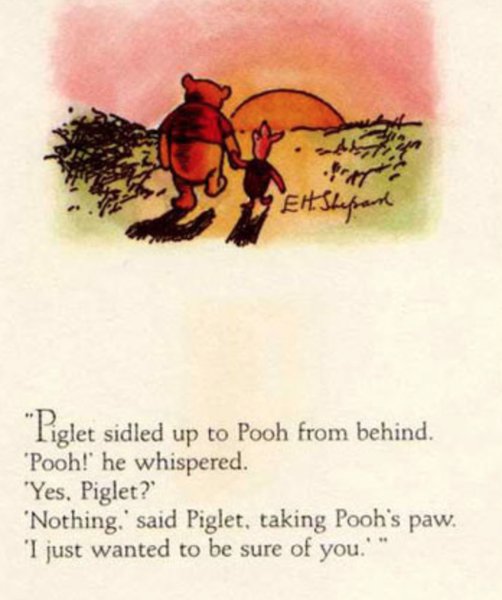 E H. Shepard
"Piglet sidled up to Pooh from behind.
'Pooh!' he whispered.
'Yes, Piglet?'
'Nothing,' said Piglet, taking Pooh's paw.
'I just wanted to be sure of you.' "